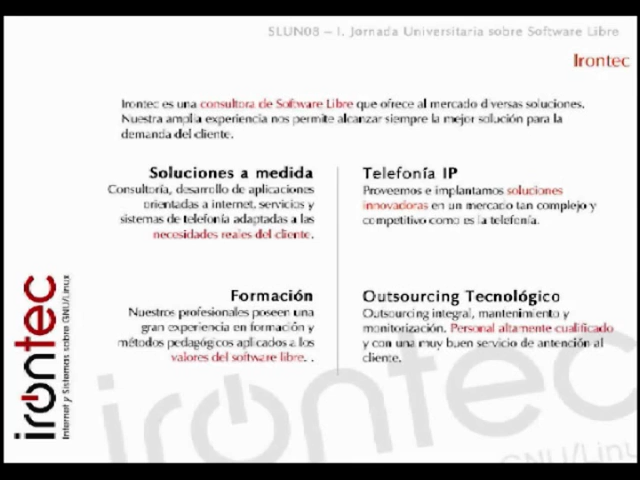 SLUN08 – I. Jornada Universitaria sobre Software Libre
Irontec
Irontec es una consultora de Software Libre que ofrece al mercado diversas soluciones.
Nuestra amplia experiencia nos permite alcanzar siempre la mejor solución para la
demanda del cliente.
Soluciones a medida
Consultoría, desarrollo de aplicaciones
orientadas a internet, servicios y
sistemas de telefonía adaptadas a las
necesidades reales del cliente.
Telefonía IP
Proveemos e implantamos soluciones
innovadoras en un mercado tan complejo y
competitivo como es la telefonía.
Formación
Nuestros profesionales poseen una
gran experiencia en formación y
métodos pedagógicos aplicados a los
valores del software libre. .
Outsourcing Tecnológico
Outsourcing integral, mantenimiento y
monitorización. Personal altamente cualificado
y con una muy buen servicio de antención al
cliente.
irontec
Internet y Sistemas sobre GNU/Linux
irontec
GNU/Linu